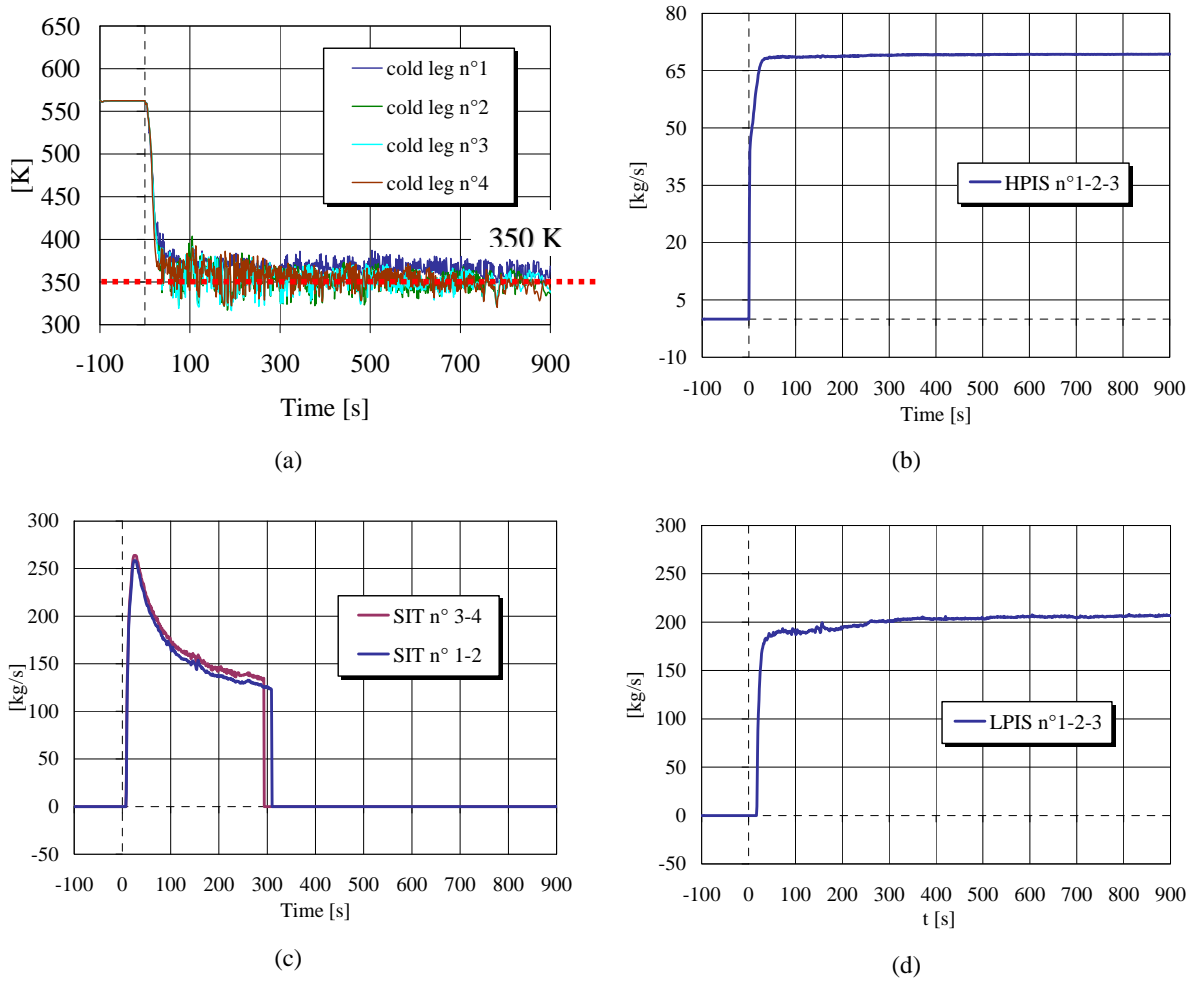 650
600
550
500
450
400
350
300
[K]
cold leg n°1
cold leg n°2
cold leg n°3
cold leg n°4
350 K
-100 100 300 500 700 900
Time [s]
(a)
80
65
50
35
20
5
-10
[kg/s]
HPIS n°1-2-3
-100 0 100 200 300 400 500 600 700 800 900
Time [s]
(b)
300
250
200
150
100
50
0
-50
[kg/s]
SIT n° 3-4
SIT n° 1-2
-100 0 100 200 300 400 500 600 700 800 900
Time [s]
(c)
300
250
200
150
100
50
0
-50
[kg/s]
LPIS n°1-2-3
-100 0 100 200 300 400 500 600 700 800 900
t [s]
(d)